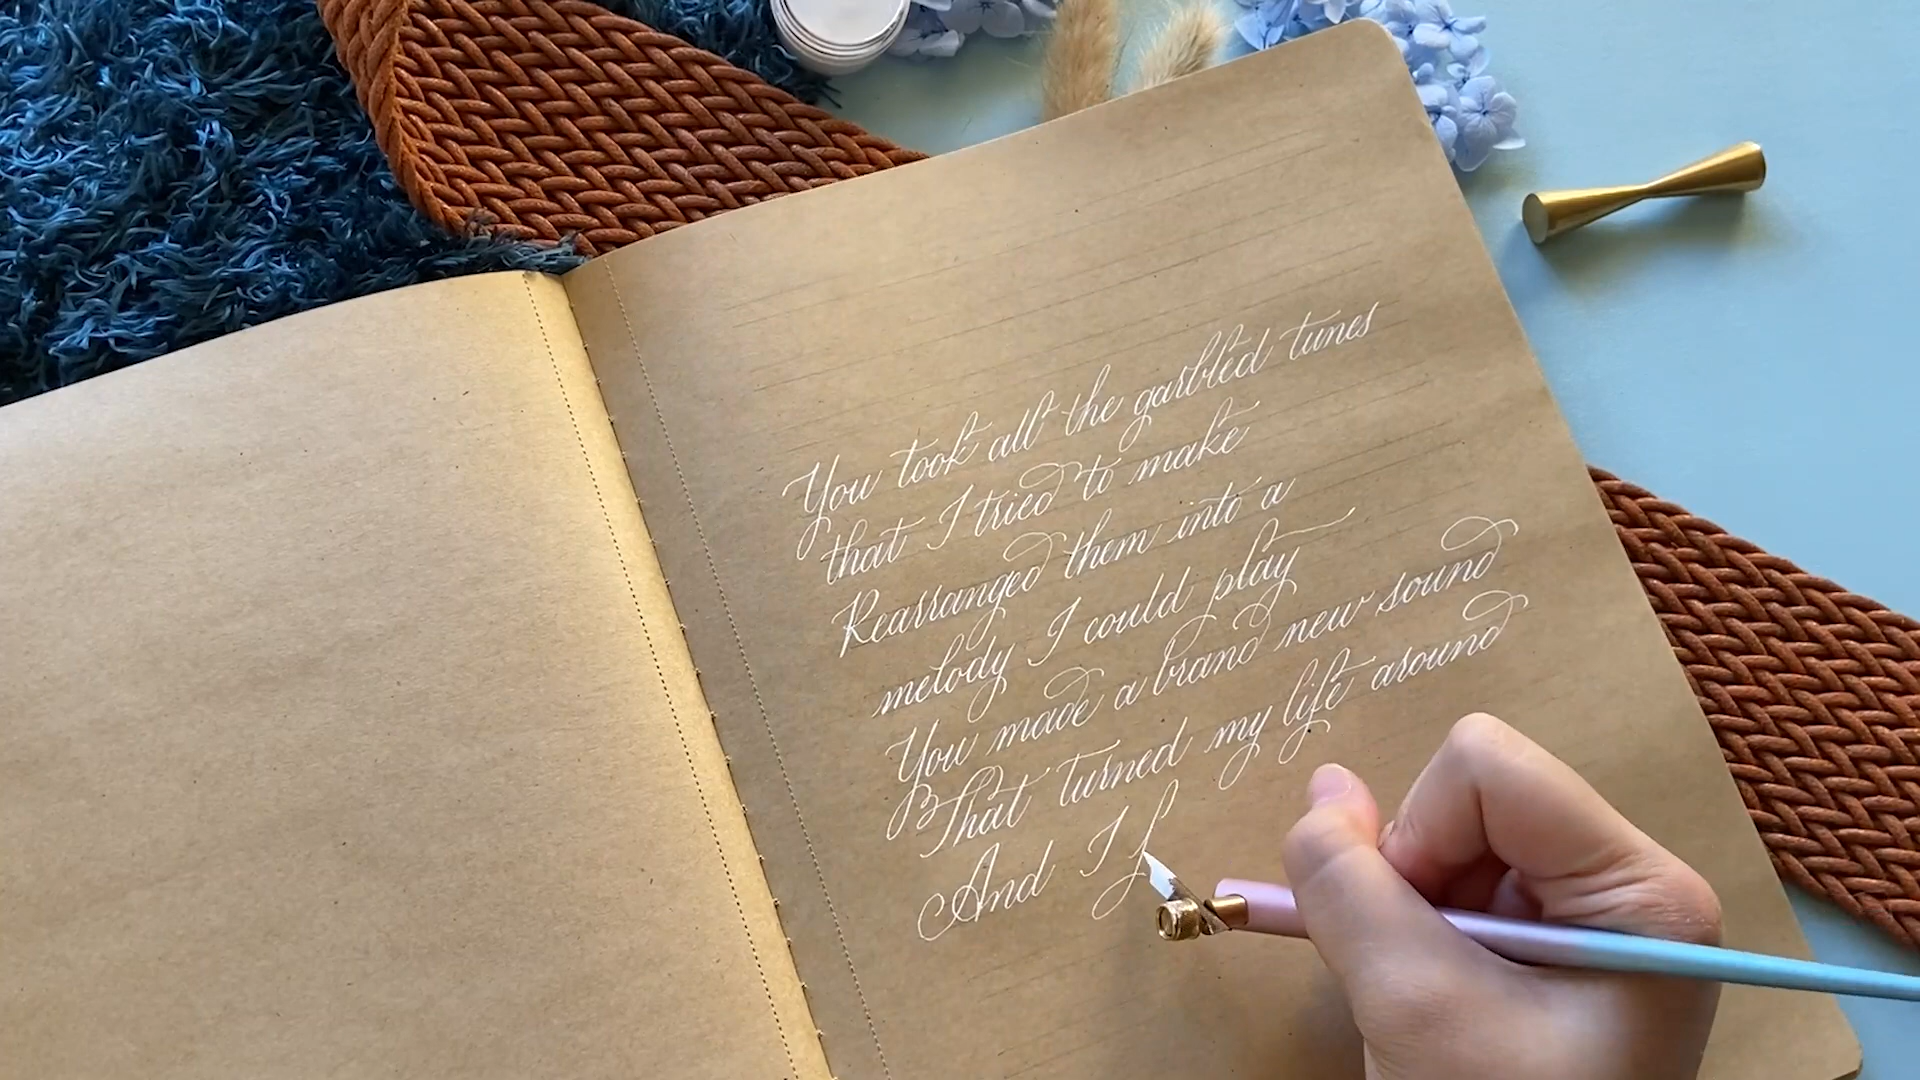 You took all the garbled tunes
that I tried to make
Rearranged them into a
melody I could play
You made a brand new sound
That turned my life around
And I f